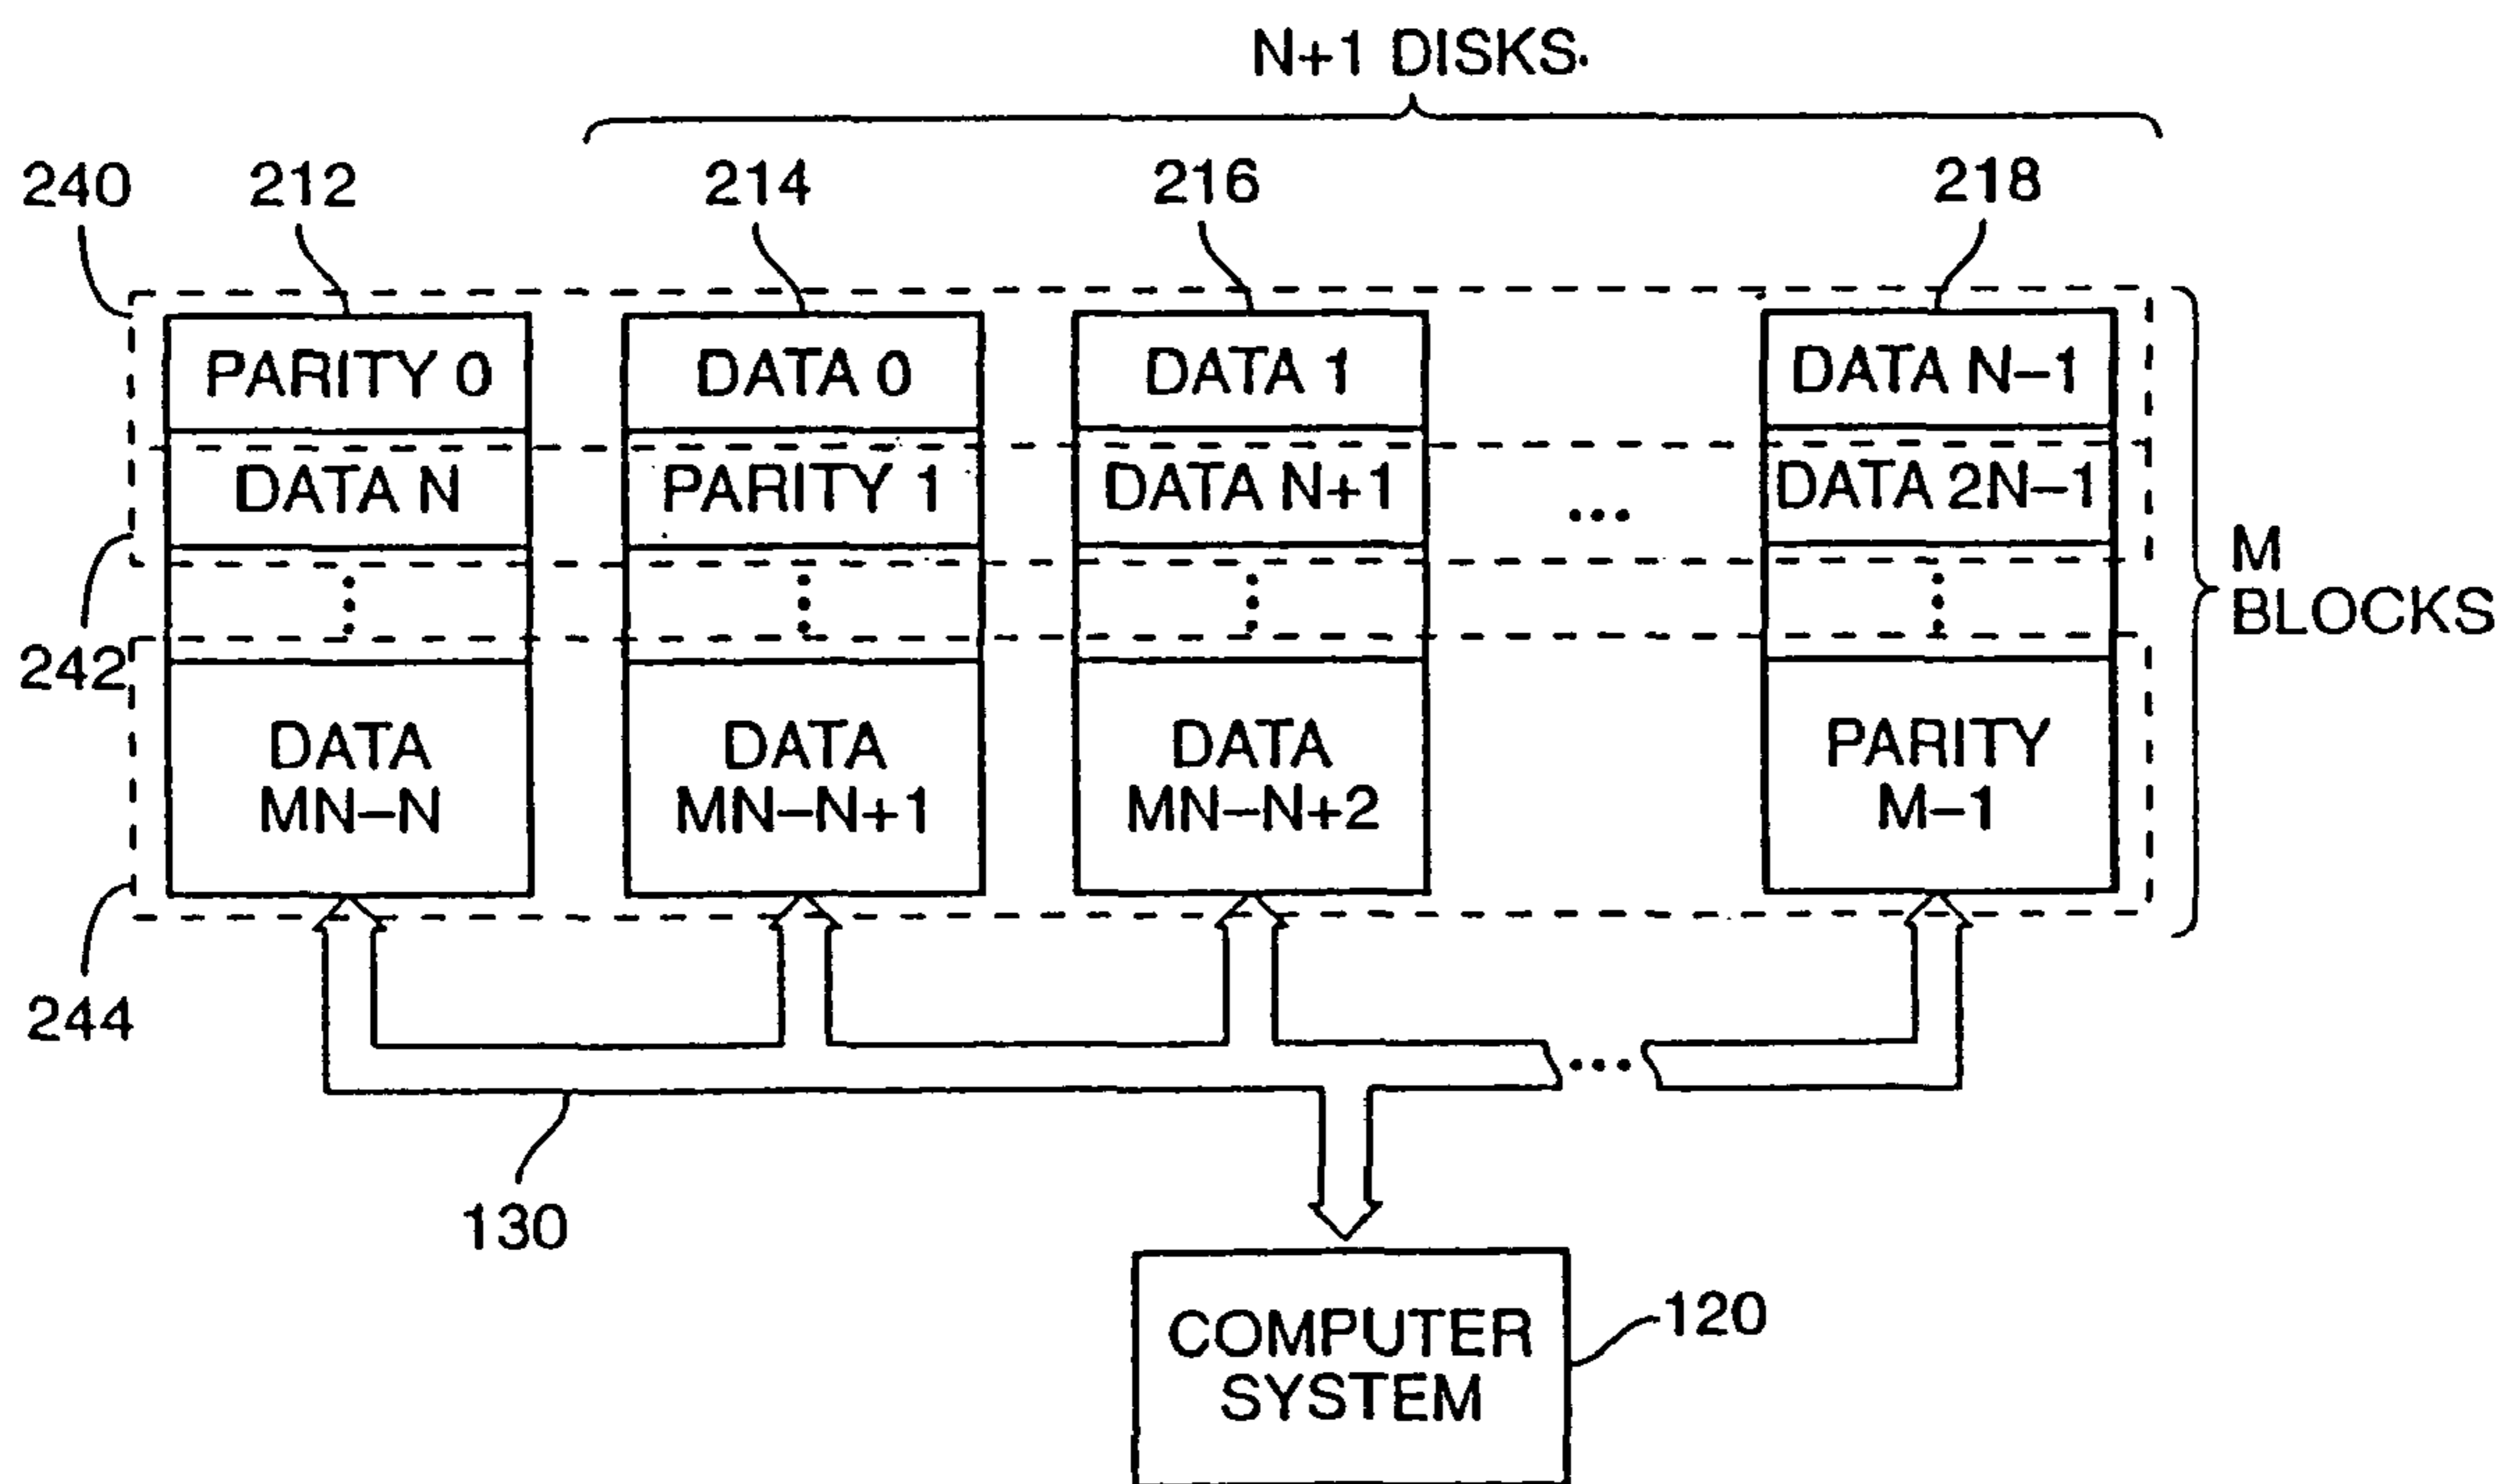 N+1 DISKS.
240
212
214
216
218
PARITY 0
DATA 0
DATA 1
DATA N–1
DATA N
PARITY 1
DATA N+1
...
DATA 2N–1
M
BLOCKS
242
DATA
MN–N
DATA
MN–N+1
DATA
MN–N+2
PARITY
M–1
244
...
130
COMPUTER
SYSTEM
120